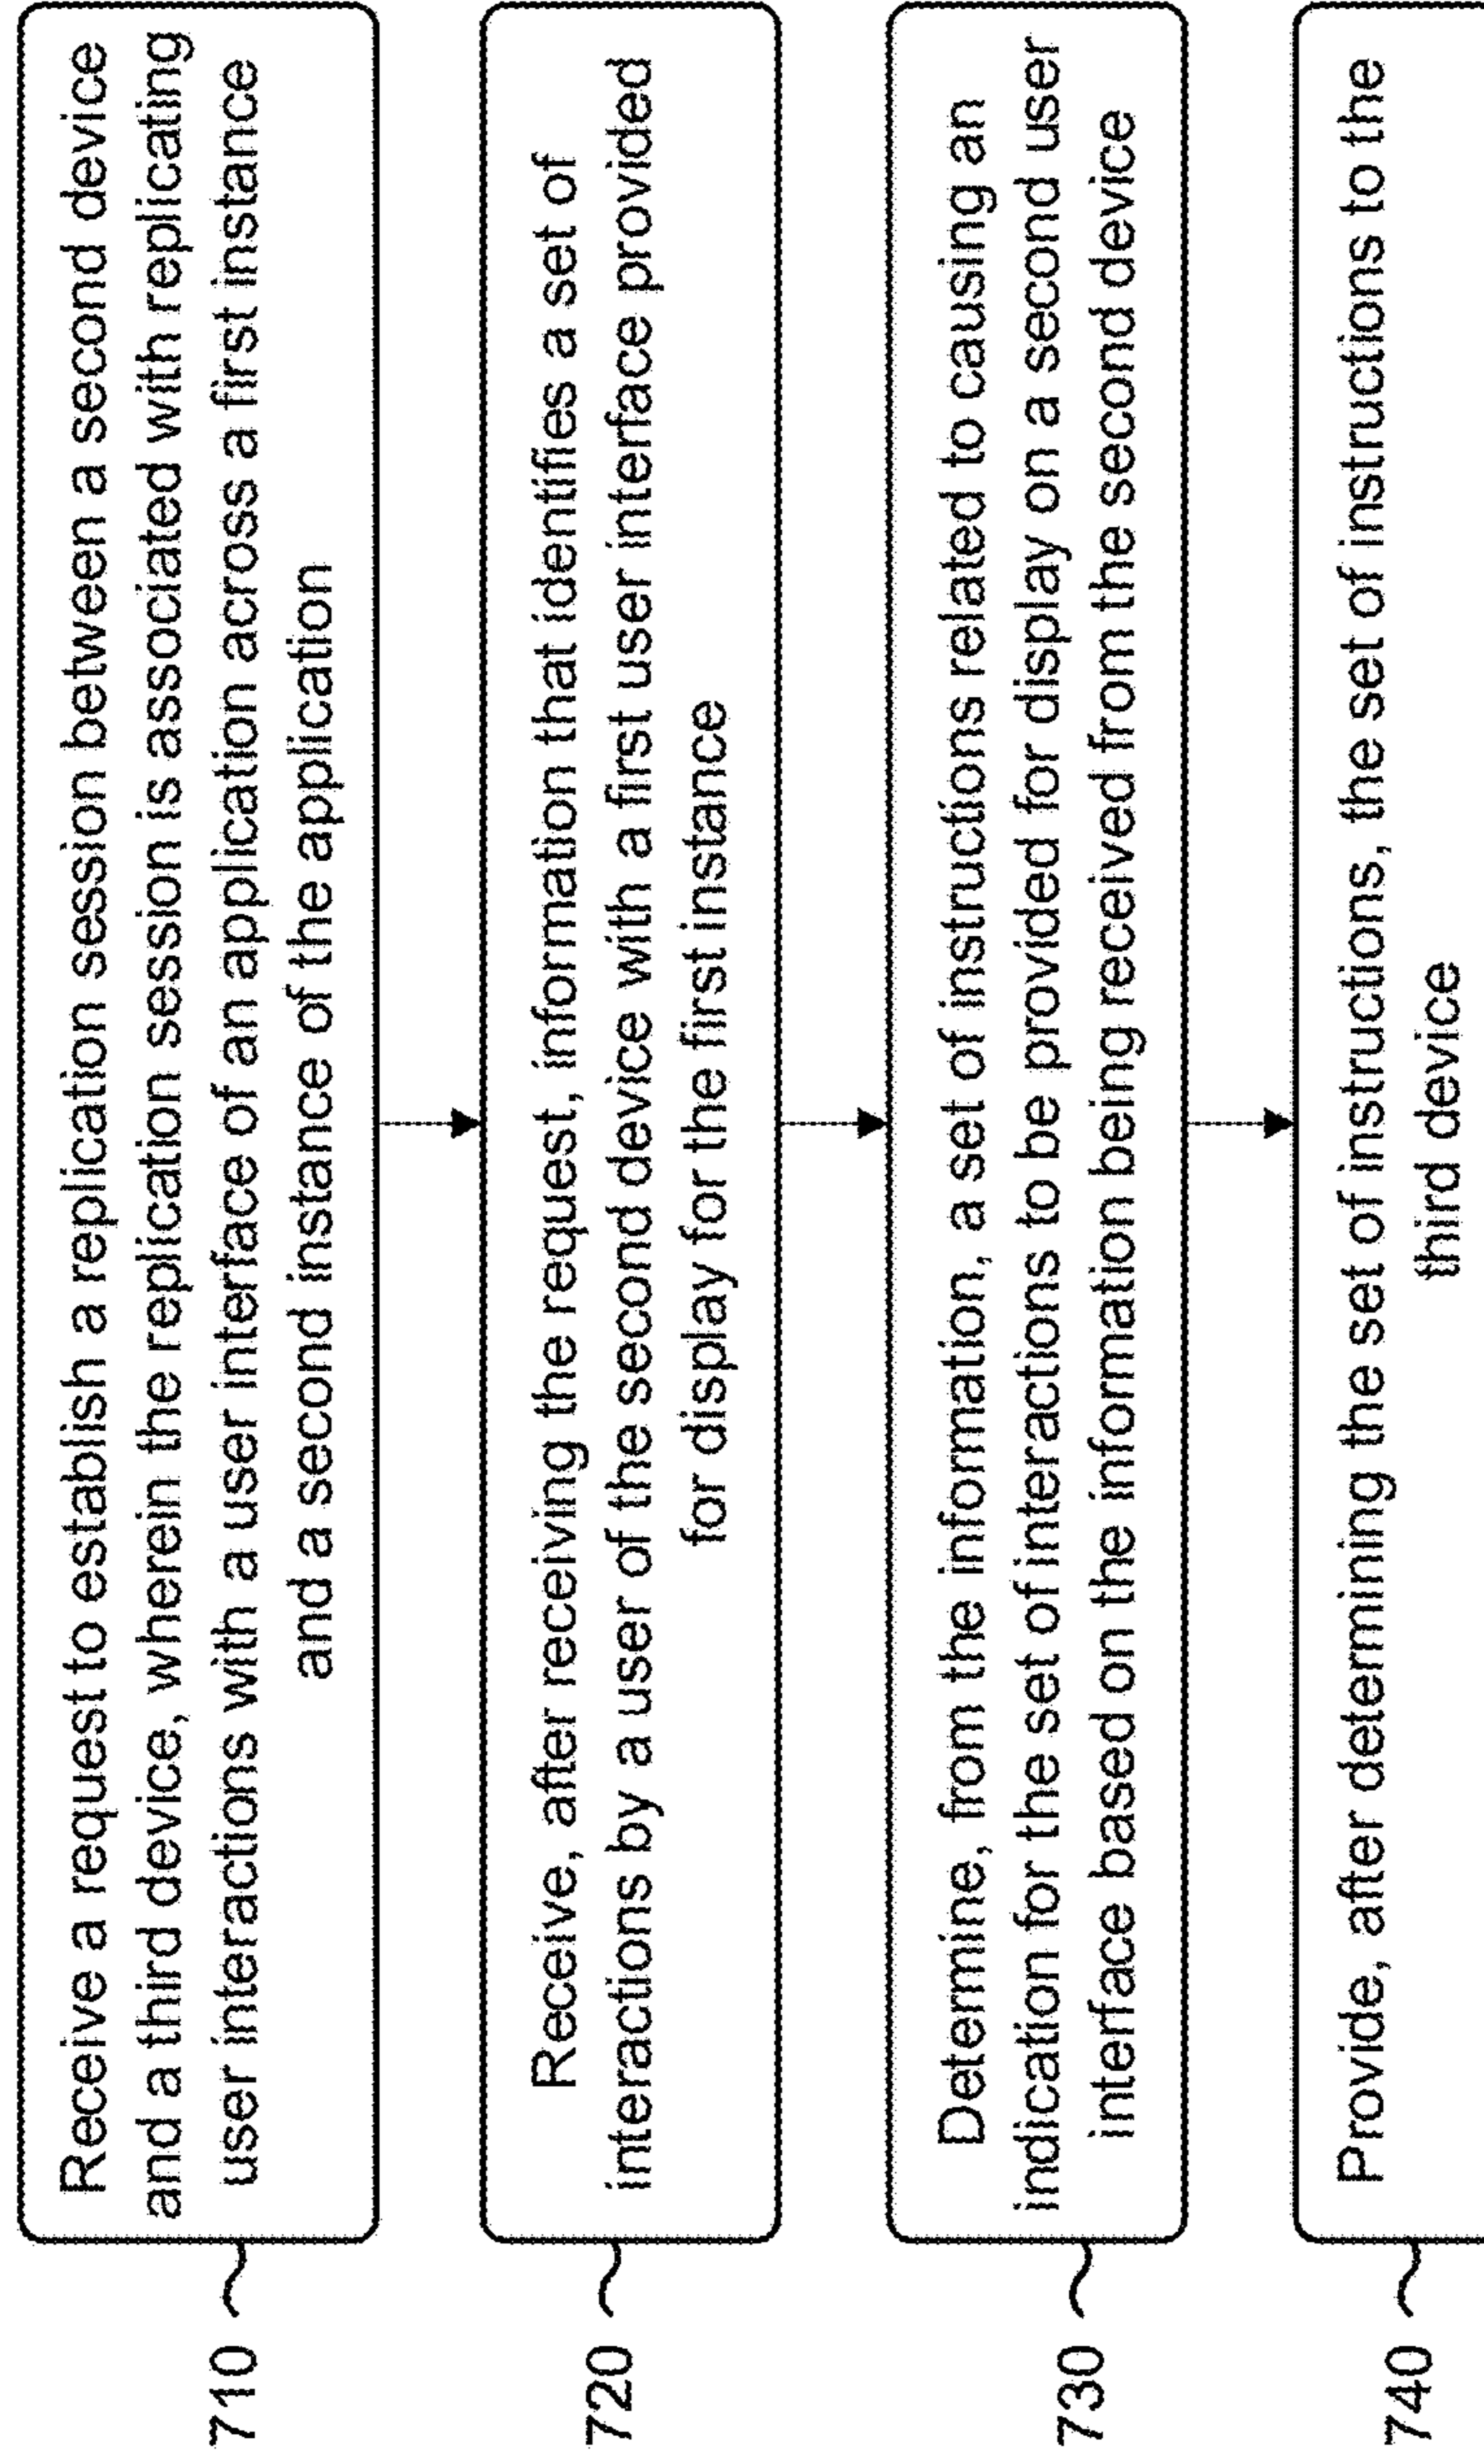 710
Receive a request to establish a replication session between a second device
and a third device, wherein the replication session is associated with replicating
user interactions with a user interface of an application across a first instance
and a second instance of the application
720
Receive, after receiving the request, information that identifies a set of
interactions by a user of the second device with a first user interface provided
for display for the first instance
730
Determine, from the information, a set of instructions related to causing an
indication for the set of interactions to be provided for display on a second user
interface based on the information being received from the second device
740
Provide, after determining the set of instructions, the set of instructions to the
third device